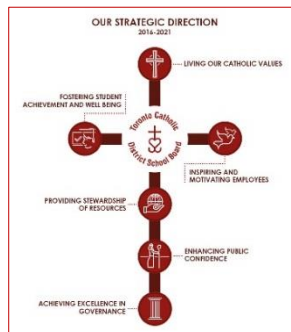 OUR STRATEGIC DIRECTION
2016-2021
LIVING OUR CATHOLIC VALUES
FOSTERING STUDENT
ACHIEVEMENT AND WELL BEING
Toronto Catholic
District School Board
INSPIRING AND
MOTIVATING EMPLOYEES
PROVIDING STEWARDSHIP
OF RESOURCES
ENHANCING PUBLIC
CONFIDENCE
ACHIEVING EXCELLENCE IN
GOVERNANCE